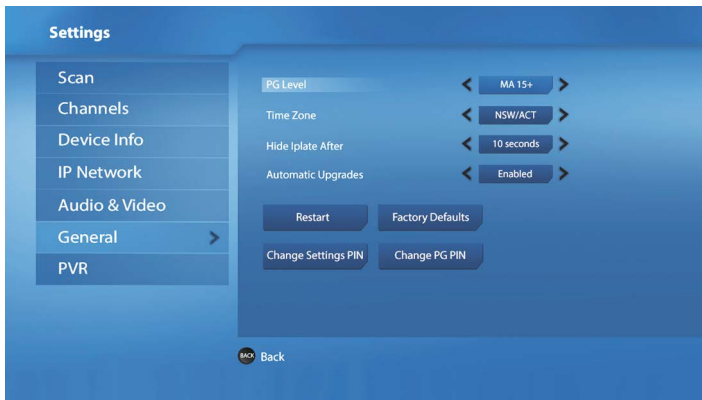 Settings
Scan
Channels
Device Info
IP Network
Audio & Video
General
PVR
PG Level
MA 15+
Time Zone
NSW/ACT
Hide Iplate After
10 seconds
Automatic Upgrades
Enabled
Restart
Factory Defaults
Change Settings PIN
Change PG PIN
BACK Back